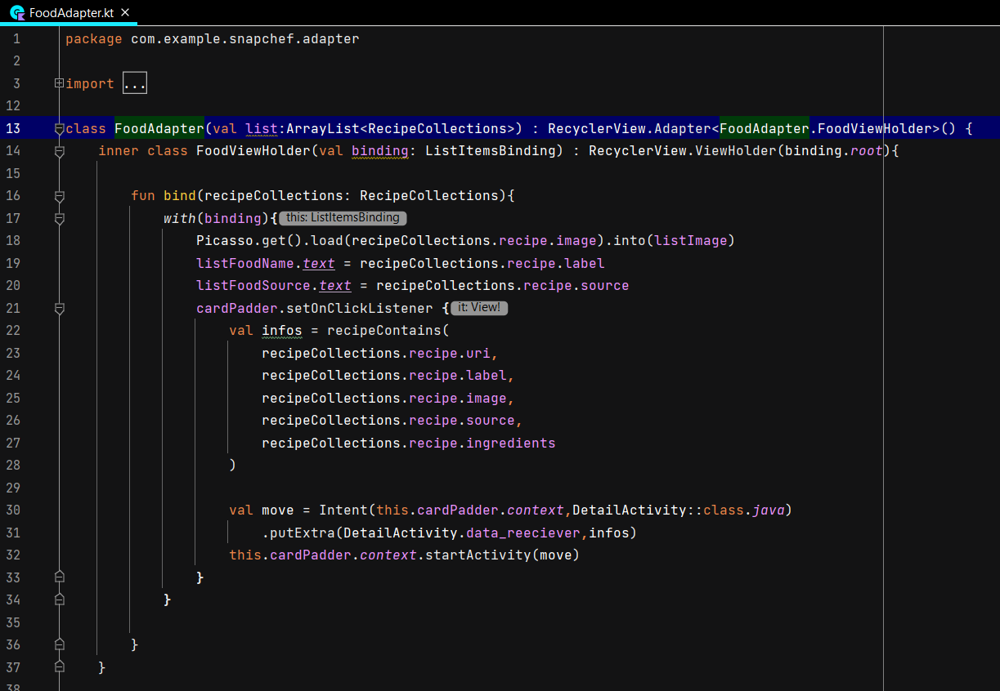 FoodAdapter.kt
1 package com.example.snapchef.adapter
2
3 import ...
12
13 class FoodAdapter(val list:ArrayList<RecipeCollections>) : RecyclerView.Adapter<FoodAdapter.FoodViewHolder>() {
14 inner class FoodViewHolder(val binding: ListItemsBinding) : RecyclerView.ViewHolder(binding.root){
15
16 fun bind(recipeCollections: RecipeCollections){
17 with(binding){ this: ListItemsBinding
18 Picasso.get().load(recipeCollections.recipe.image).into(listImage)
19 listFoodName.text = recipeCollections.recipe.label
20 listFoodSource.text = recipeCollections.recipe.source
21 cardPadder.setOnClickListener { it: View!
22 val infos = recipeContains(
23 recipeCollections.recipe.uri,
24 recipeCollections.recipe.label,
25 recipeCollections.recipe.image,
26 recipeCollections.recipe.source,
27 recipeCollections.recipe.ingredients
28 )
29
30 val move = Intent(this.cardPadder.context,DetailActivity::class.java)
31 .putExtra(DetailActivity.data_reeciever,infos)
32 this.cardPadder.context.startActivity(move)
33 }
34 }
35
36 }
37 }
38